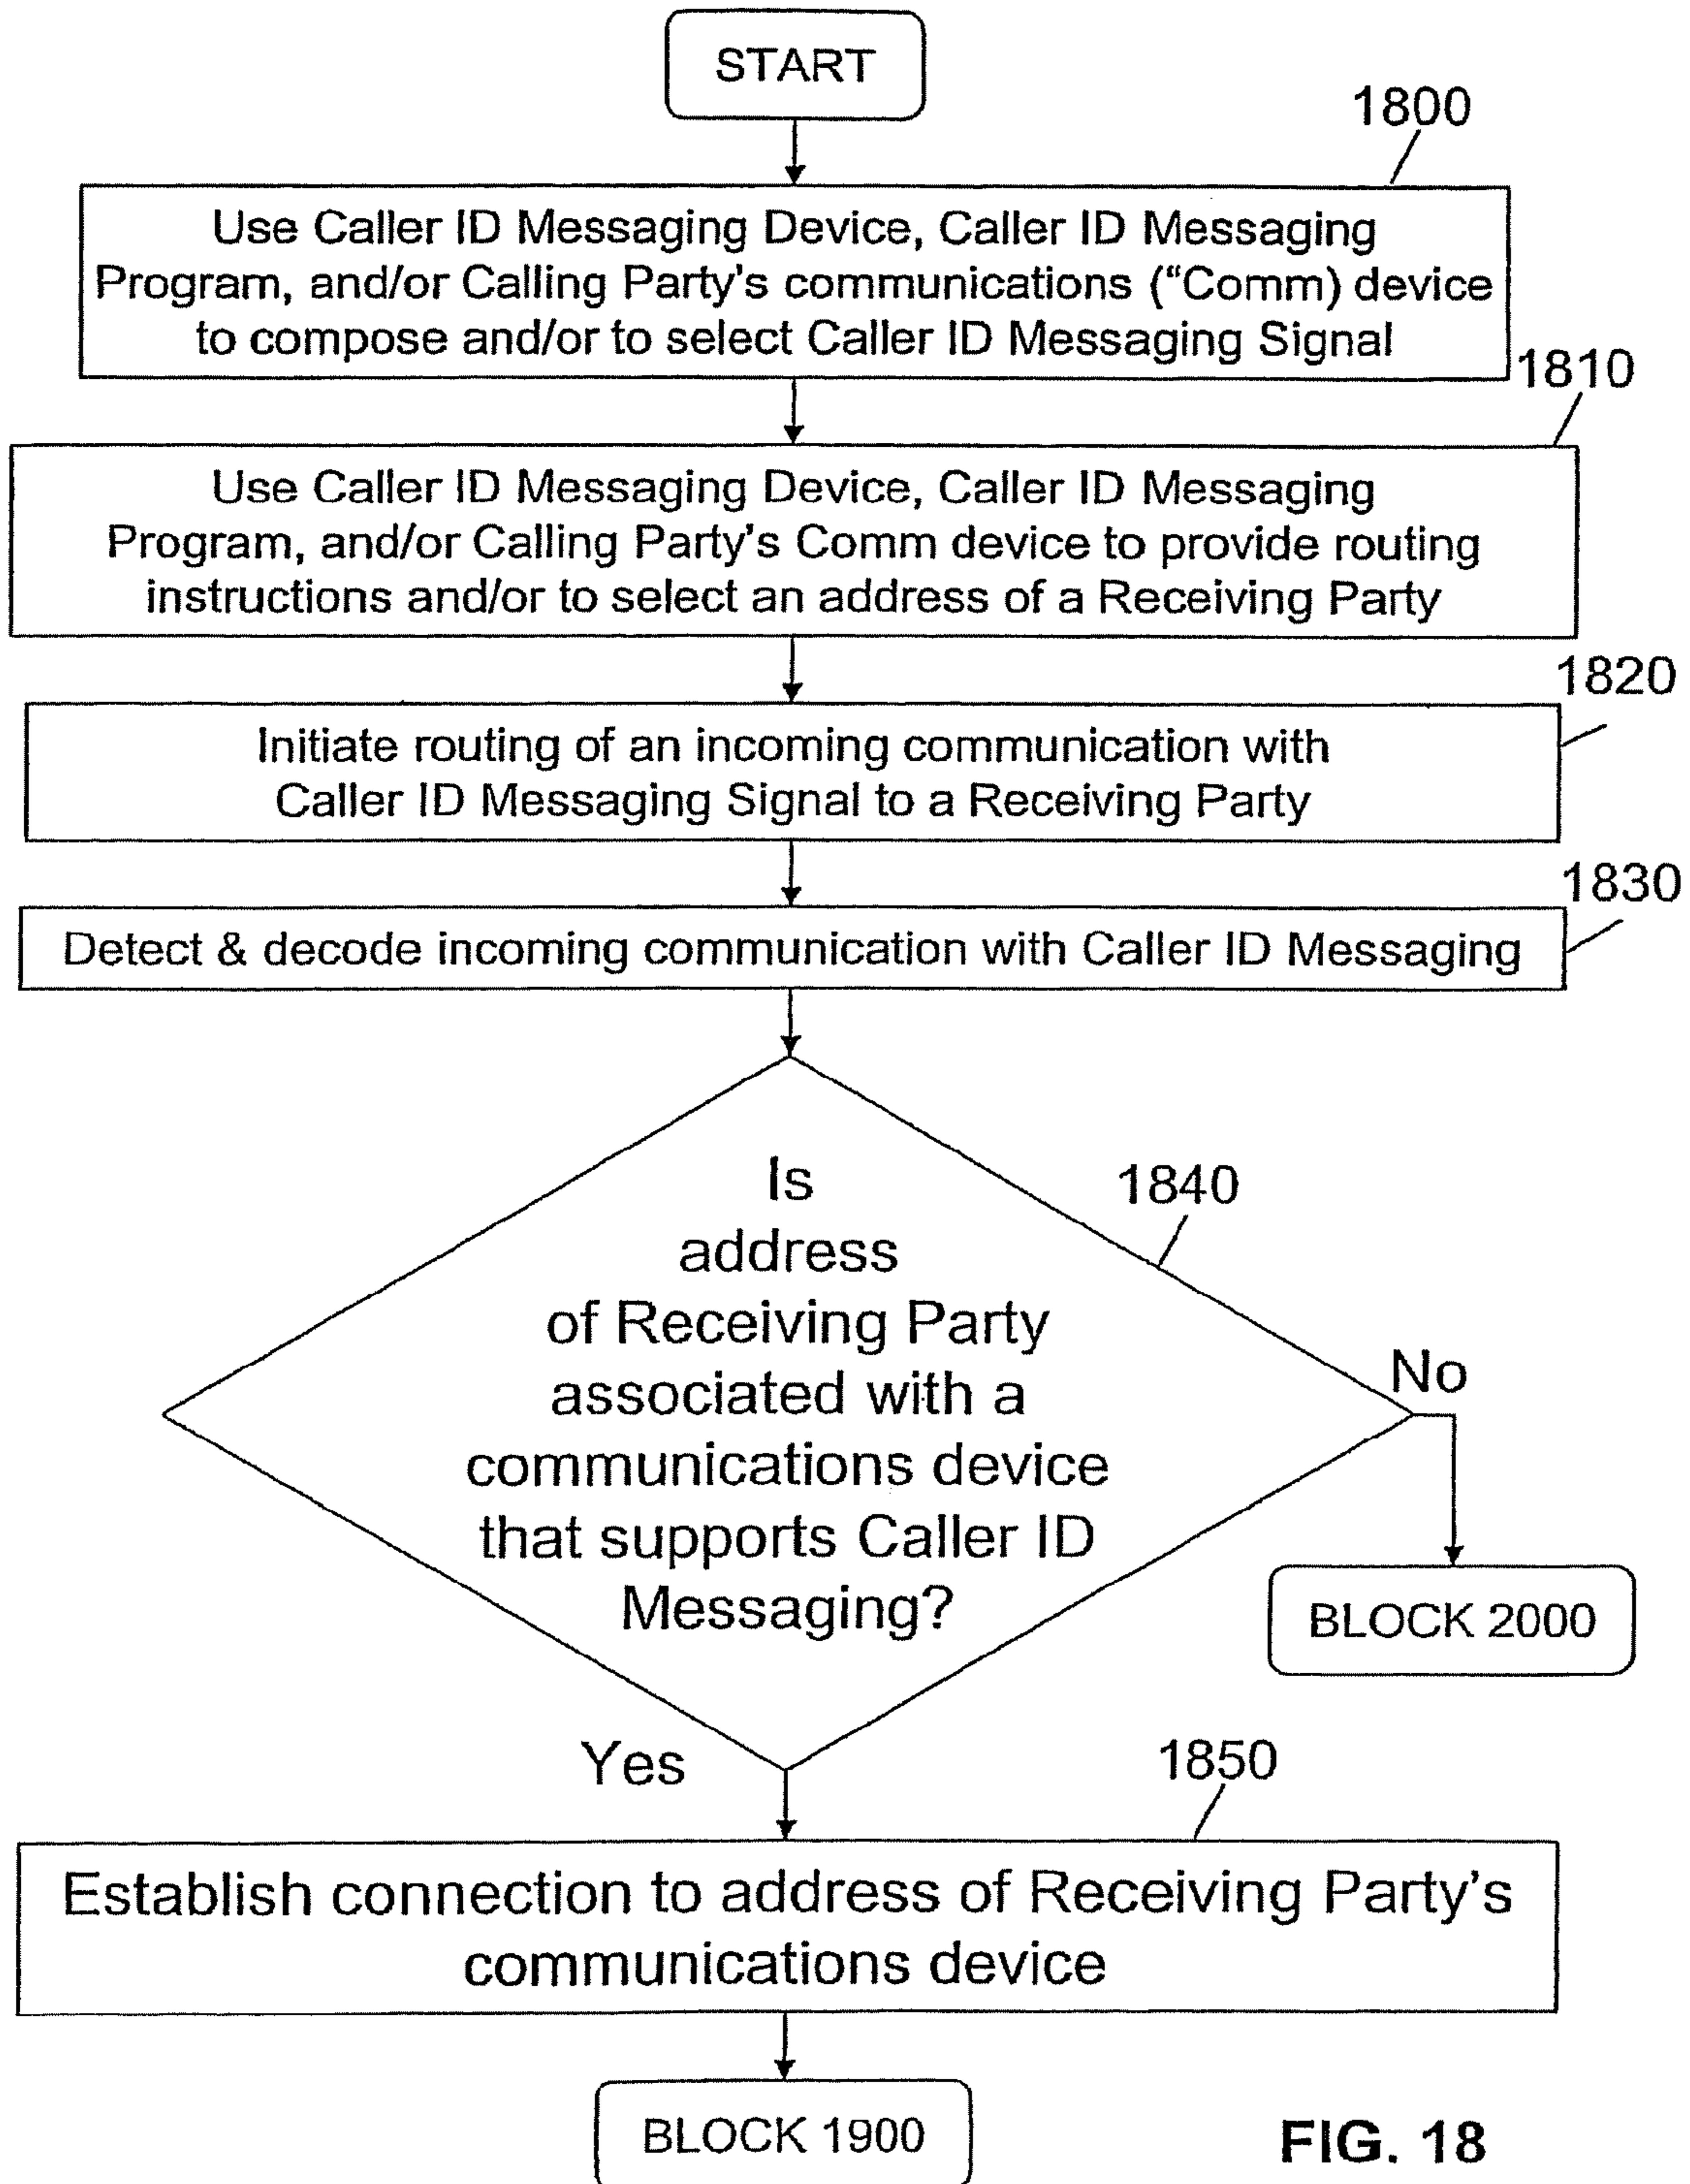 START
1800
Use Caller ID Messaging Device, Caller ID Messaging
Program, and/or Calling Party's communications (“Comm) device
to compose and/or to select Caller ID Messaging Signal
1810
Use Caller ID Messaging Device, Caller ID Messaging
Program, and/or Calling Party's Comm device to provide routing
instructions and/or to select an address of a Receiving Party
1820
Initiate routing of an incoming communication with
Caller ID Messaging Signal to a Receiving Party
1830
Detect & decode incoming communication with Caller ID Messaging
Is
address
of Receiving Party
associated with a
communications device
that supports Caller ID
Messaging?
1840
No
BLOCK 2000
Yes
1850
Establish connection to address of Receiving Party's
communications device
BLOCK 1900
FIG. 18